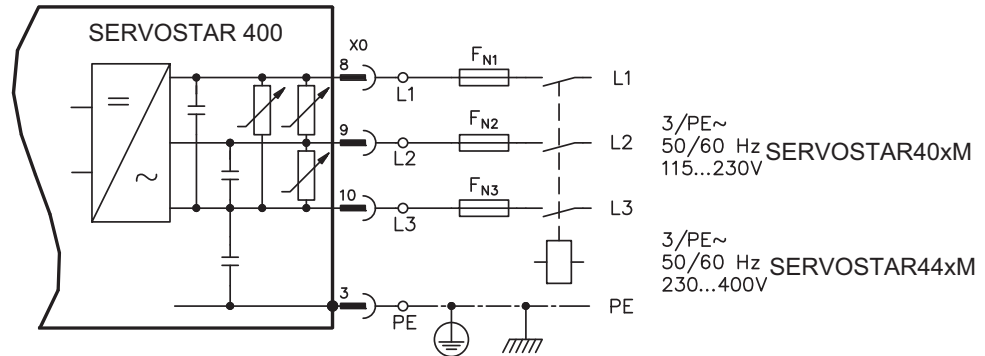 SERVOSTAR 400
X0
8
L1
F N1
L1
9
L2
F N2
L2
10
L3
F N3
L3
3
PE
PE
3/PE~
50/60 Hz SERVOSTAR40xM
115...230V
3/PE~
50/60 Hz SERVOSTAR44xM
230...400V